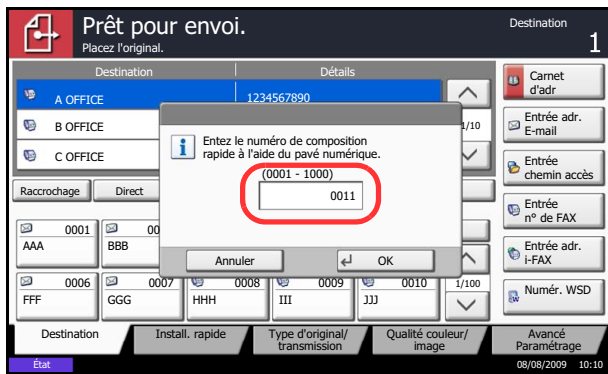 Prêt pour envoi.
Placez l'original.
Destination
1
Destination Détails
A OFFICE 1234567890
B OFFICE
C OFFICE
1/10
Entez le numéro de composition
rapide à l'aide du pavé numérique.
(0001 - 1000)
0011
Annuler
OK
Raccrochage
Direct
0001
AAA
00
BBB
0006
FFF
0007
GGG
0008
HHH
0009
III
0010
JJJ
1/100
Carnet
d'adr
Entrée adr.
E-mail
Entrée
chemin accès
Entrée
n° de FAX
Entrée adr.
i-FAX
Numér. WSD
Destination
Install. rapide
Type d'original/
transmission
Qualité couleur/
image
Avancé
Paramétrage
État
08/08/2009 10:10